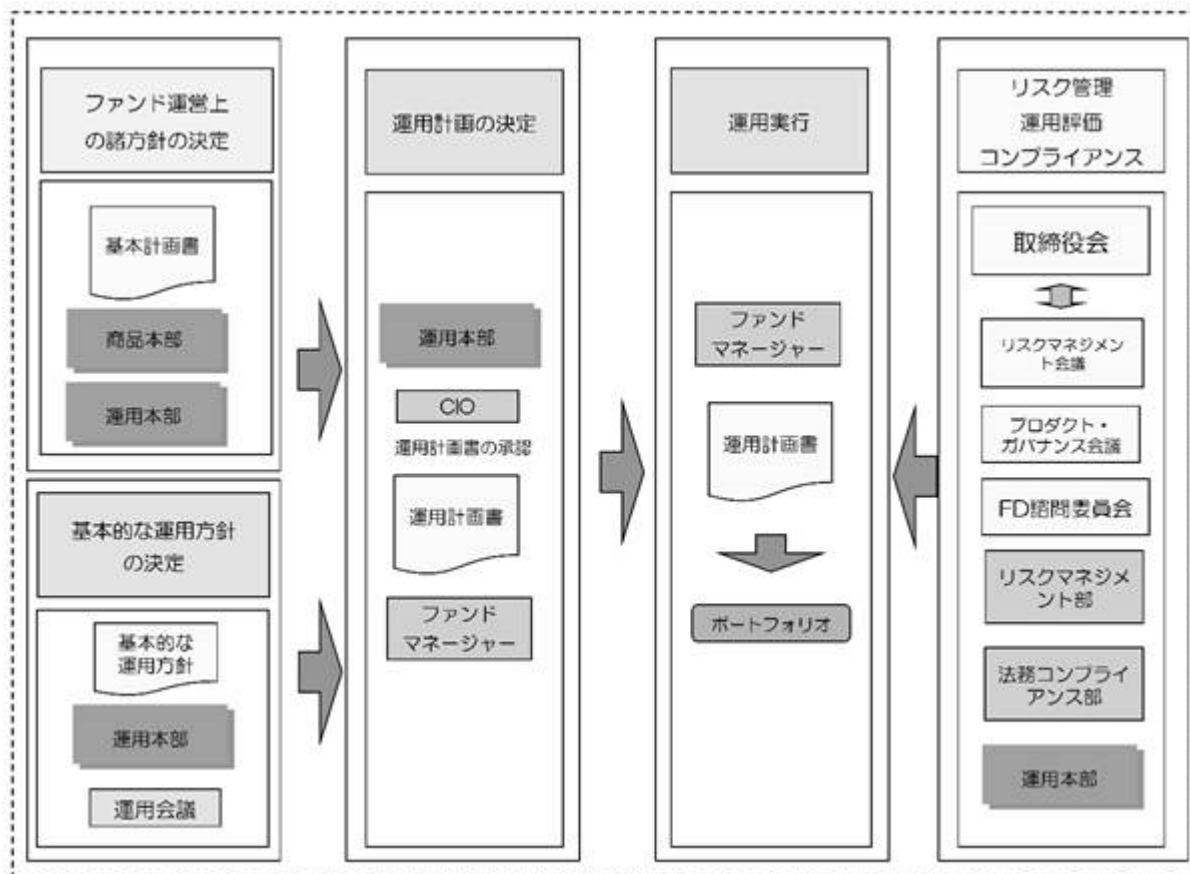 ファンド運営上
の諸方針の決定
基本計画書
商品本部
運用本部
基本的な運用方針
の決定
基本的な
運用方針
運用本部
運用会議
運用計画の決定
運用本部
CIO
運用計画書の承認
運用計画書
ファンド
マネージャー
運用実行
ファンド
マネージャー
運用計画書
ポートフォリオ
リスク管理
運用評価
コンプライアンス
取締役会
リスクマネジメン
ト会議
プロダクト・
ガバナンス会議
FD諮問委員会
リスクマネジメ
ント部
法務コンプライ
アンス部
運用本部